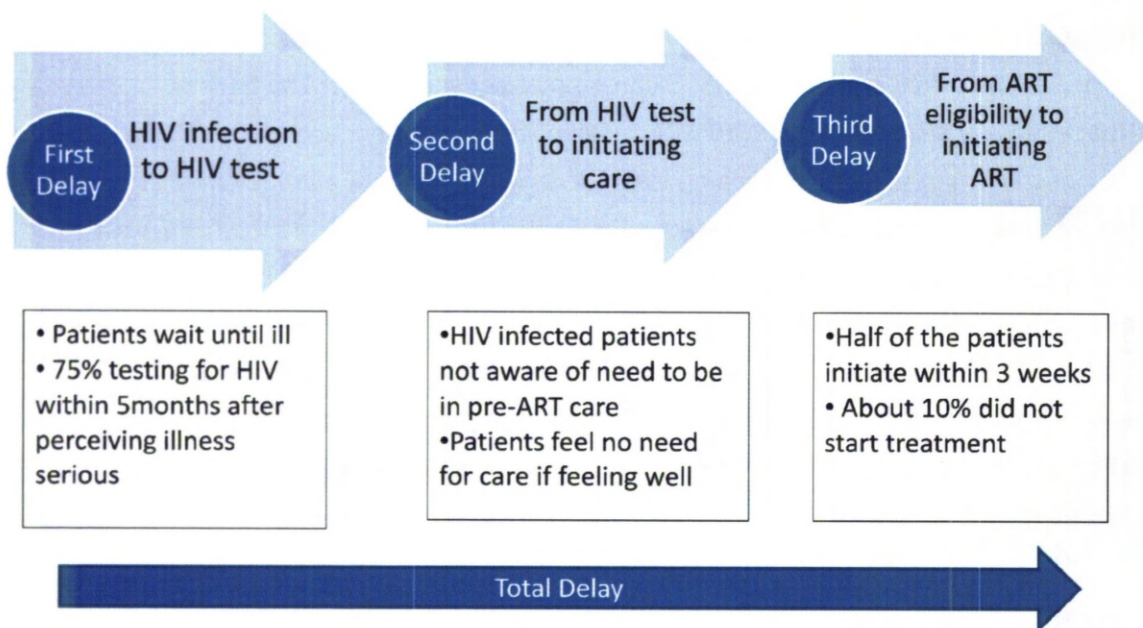 First
Delay
HIV infection
to HIV test
Second
Delay
From HIV test
to initiating
care
Third
Delay
From ART
eligibility to
initiating
ART
• Patients wait until ill
• 75% testing for HIV
within 5months after
perceiving illness
serious
•HIV infected patients
not aware of need to be
in pre-ART care
•Patients feel no need
for care if feeling well
•Half of the patients
initiate within 3 weeks
• About 10% did not
start treatment
Total Delay